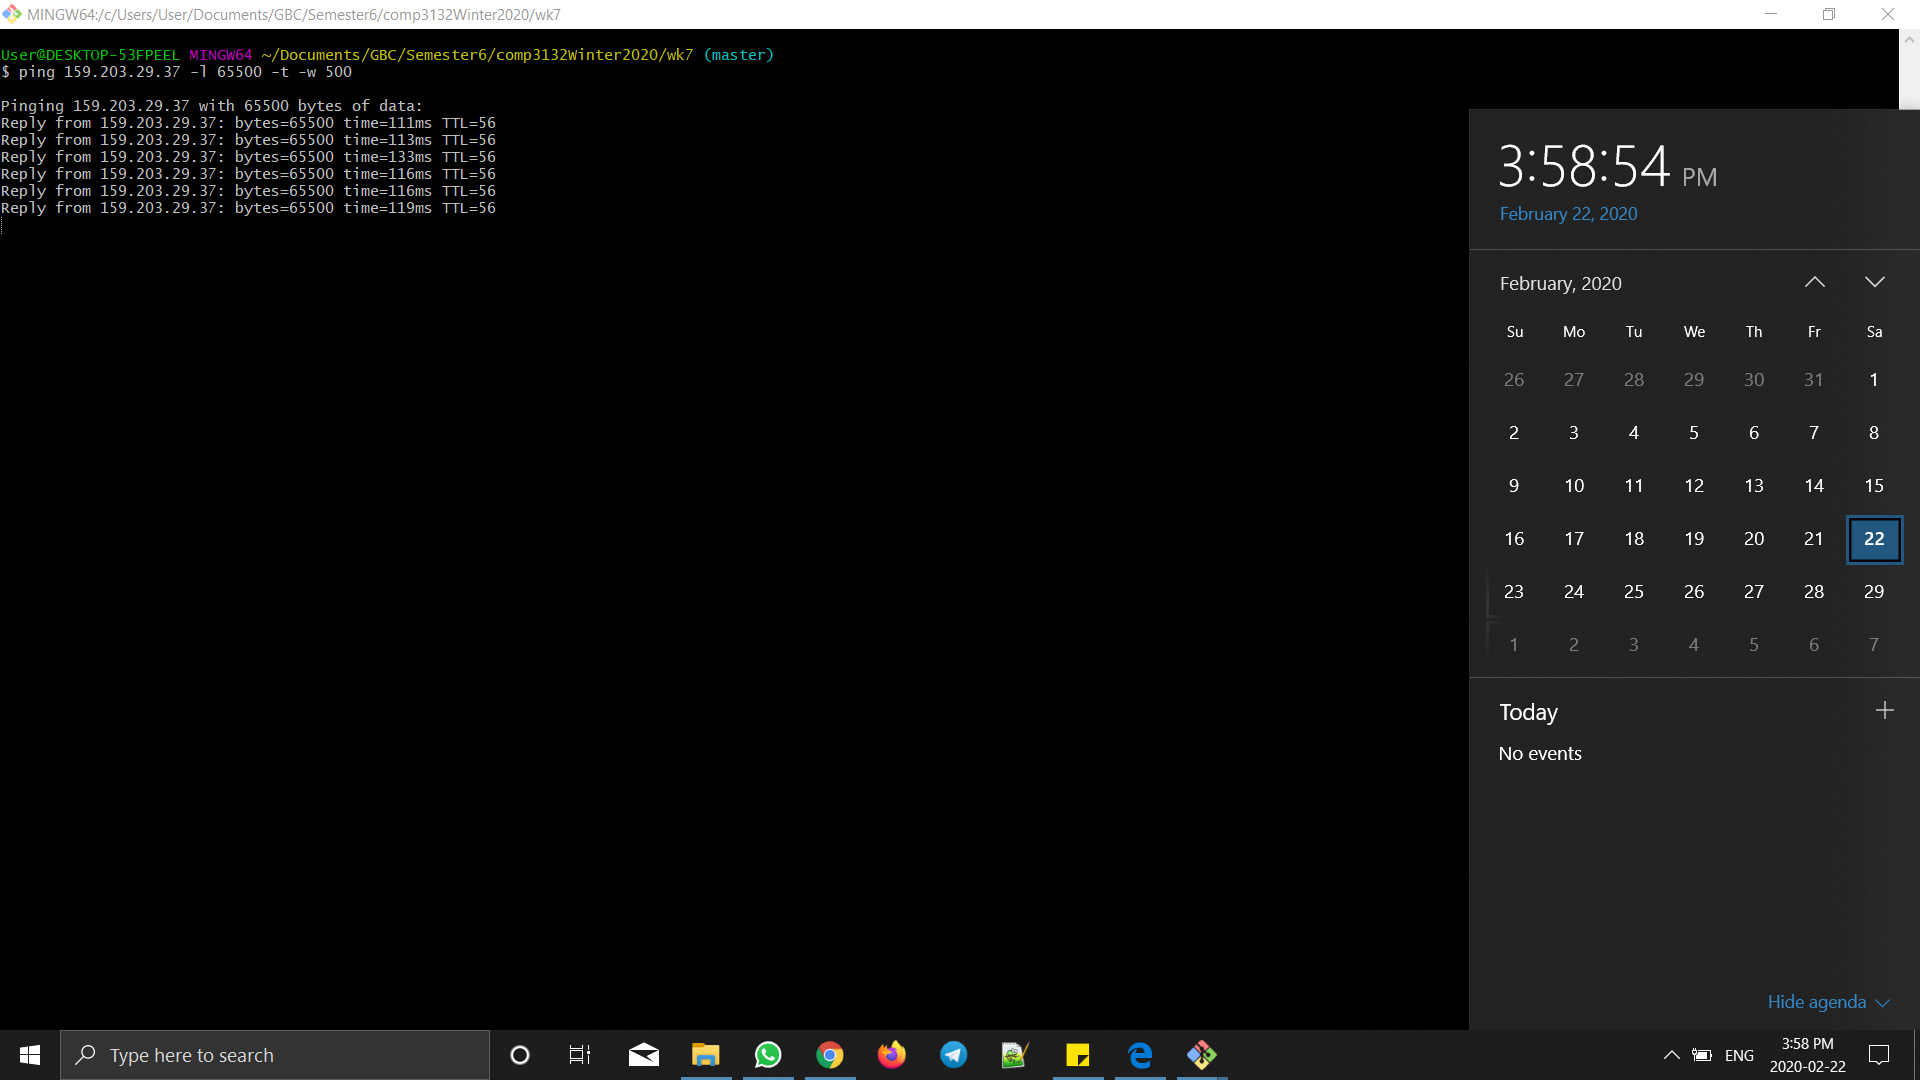 MINGW64:/c/Users/User/Documents/GBC/Semester6/comp3132Winter2020/wk7
User@DESKTOP-53FPEEL MINGW64 ~/Documents/GBC/Semester6/comp3132Winter2020/wk7 (master)
$ ping 159.203.29.37 -l 65500 -t -w 500
Pinging 159.203.29.37 with 65500 bytes of data:
Reply from 159.203.29.37: bytes=65500 time=111ms TTL=56
Reply from 159.203.29.37: bytes=65500 time=113ms TTL=56
Reply from 159.203.29.37: bytes=65500 time=133ms TTL=56
Reply from 159.203.29.37: bytes=65500 time=116ms TTL=56
Reply from 159.203.29.37: bytes=65500 time=116ms TTL=56
Reply from 159.203.29.37: bytes=65500 time=119ms TTL=56
3:58:54 PM
February 22, 2020
February, 2020
Su Mo Tu We Th Fr Sa
26 27 28 29 30 31 1
2 3 4 5 6 7 8
9 10 11 12 13 14 15
16 17 18 19 20 21 22
23 24 25 26 27 28 29
1 2 3 4 5 6 7
Today
No events
Hide agenda
Type here to search
ENG
3:58 PM
2020-02-22